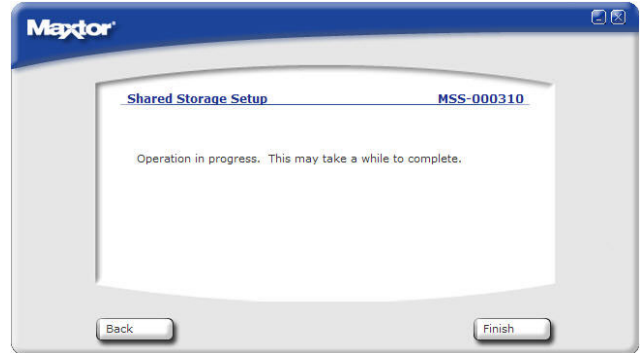 Maxtor
Shared Storage Setup MSS-000310
Operation in progress. This may take a while to complete.
Back Finish